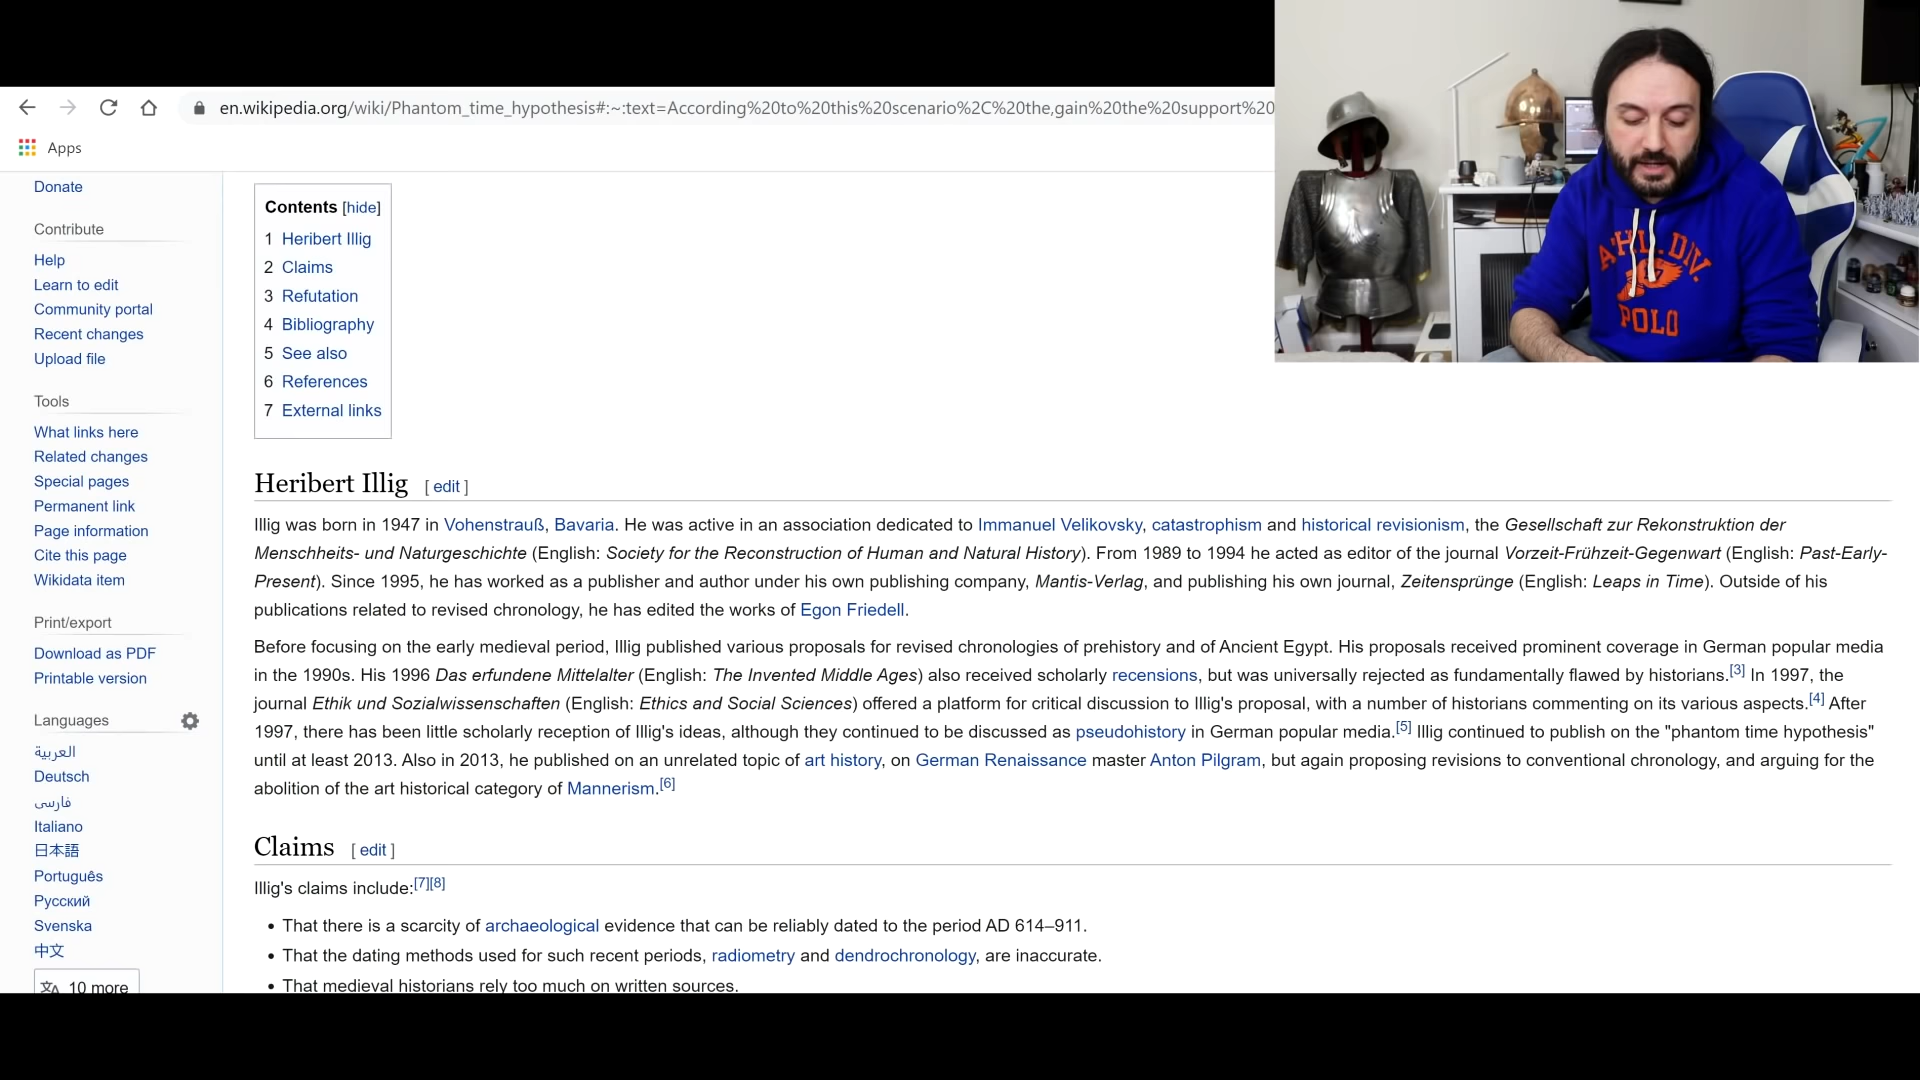 en.wikipedia.org/wiki/Phantom_time_hypothesis#:~:text=According%20to%20this%20scenario%2C%20the,gain%20the%20support%20
Apps
Donate
Contribute
Help
Learn to edit
Community portal
Recent changes
Upload file
Tools
What links here
Related changes
Special pages
Permanent link
Page information
Cite this page
Wikidata item
Print/export
Download as PDF
Printable version
Languages
العربية
Deutsch
فارسی
Italiano
日本語
Português
Русский
Svenska
中文
10 more
Contents [hide]
1 Heribert Illig
2 Claims
3 Refutation
4 Bibliography
5 See also
6 References
7 External links
Heribert Illig [ edit ]
Illig was born in 1947 in Vohenstrauß, Bavaria. He was active in an association dedicated to Immanuel Velikovsky, catastrophism and historical revisionism, the Gesellschaft zur Rekonstruktion der
Menschheits- und Naturgeschichte (English: Society for the Reconstruction of Human and Natural History). From 1989 to 1994 he acted as editor of the journal Vorzeit-Frühzeit-Gegenwart (English: Past-Early-
Present). Since 1995, he has worked as a publisher and author under his own publishing company, Mantis-Verlag, and publishing his own journal, Zeitensprünge (English: Leaps in Time). Outside of his
publications related to revised chronology, he has edited the works of Egon Friedell.
Before focusing on the early medieval period, Illig published various proposals for revised chronologies of prehistory and of Ancient Egypt. His proposals received prominent coverage in German popular media
in the 1990s. His 1996 Das erfundene Mittelalter (English: The Invented Middle Ages) also received scholarly recensions, but was universally rejected as fundamentally flawed by historians.[3] In 1997, the
journal Ethik und Sozialwissenschaften (English: Ethics and Social Sciences) offered a platform for critical discussion to Illig's proposal, with a number of historians commenting on its various aspects.[4] After
1997, there has been little scholarly reception of Illig's ideas, although they continued to be discussed as pseudohistory in German popular media.[5] Illig continued to publish on the "phantom time hypothesis"
until at least 2013. Also in 2013, he published on an unrelated topic of art history, on German Renaissance master Anton Pilgram, but again proposing revisions to conventional chronology, and arguing for the
abolition of the art historical category of Mannerism.[6]
Claims [ edit ]
Illig's claims include:[7][8]
• That there is a scarcity of archaeological evidence that can be reliably dated to the period AD 614–911.
• That the dating methods used for such recent periods, radiometry and dendrochronology, are inaccurate.
• That medieval historians rely too much on written sources.
DIV.
POLO